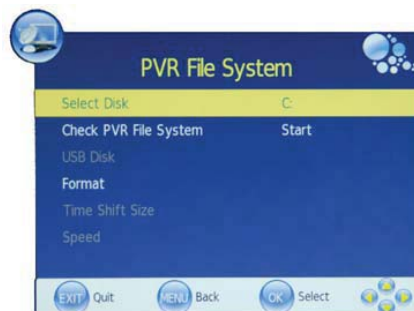 PVR File System
Select Disk C:
Check PVR File System Start
USB Disk
Format
Time Shift Size
Speed
EXIT Quit MENU Back OK Select